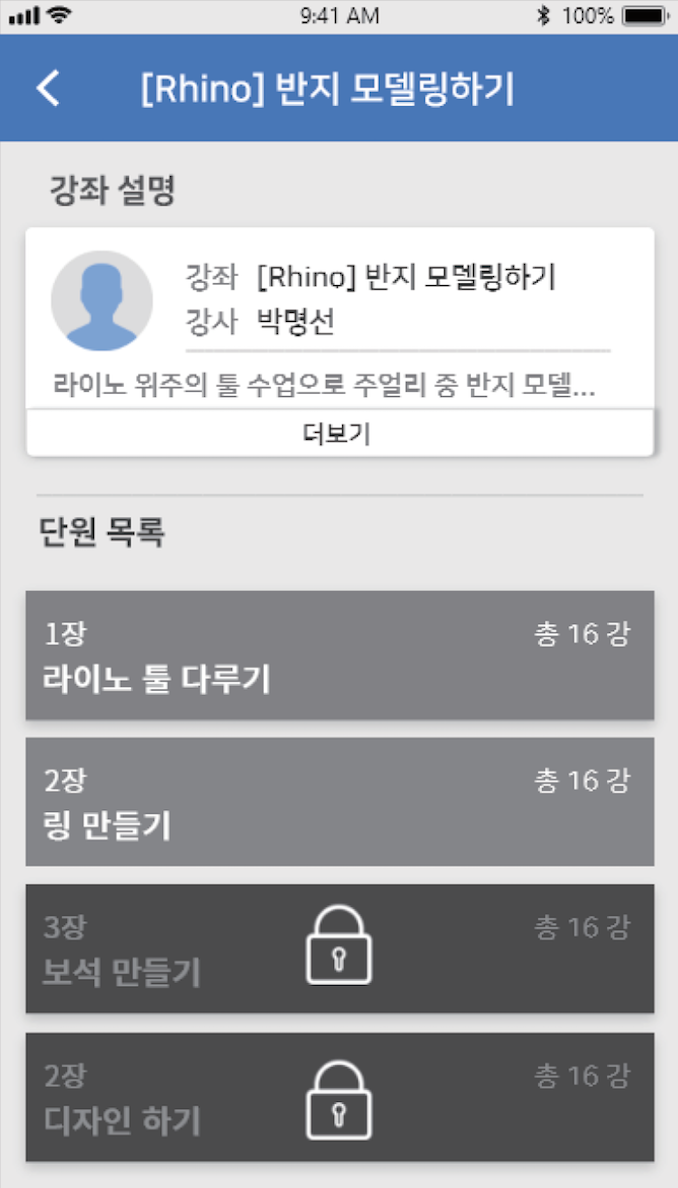 9:41 AM 100%
[Rhino] 반지 모델링하기
강좌 설명
강좌 [Rhino] 반지 모델링하기
강사 박명선
라이노 위주의 툴 수업으로 주얼리 중 반지 모델...
더보기
단원 목록
1장 총 16 강
라이노 툴 다루기
2장 총 16 강
링 만들기
3장 총 16 강
보석 만들기
2장 총 16 강
디자인 하기